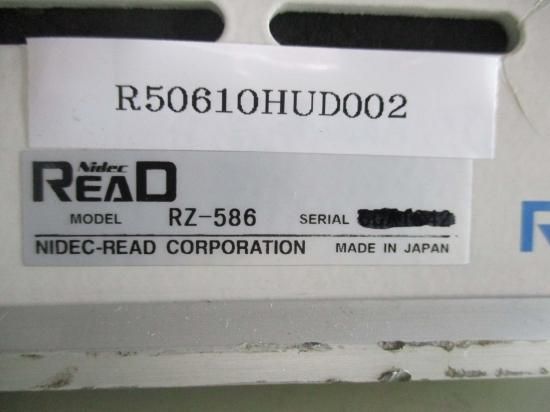 R50610HUD002
Nidec
READ
MODEL RZ-586 SERIAL
NIDEC-READ CORPORATION MADE IN JAPAN